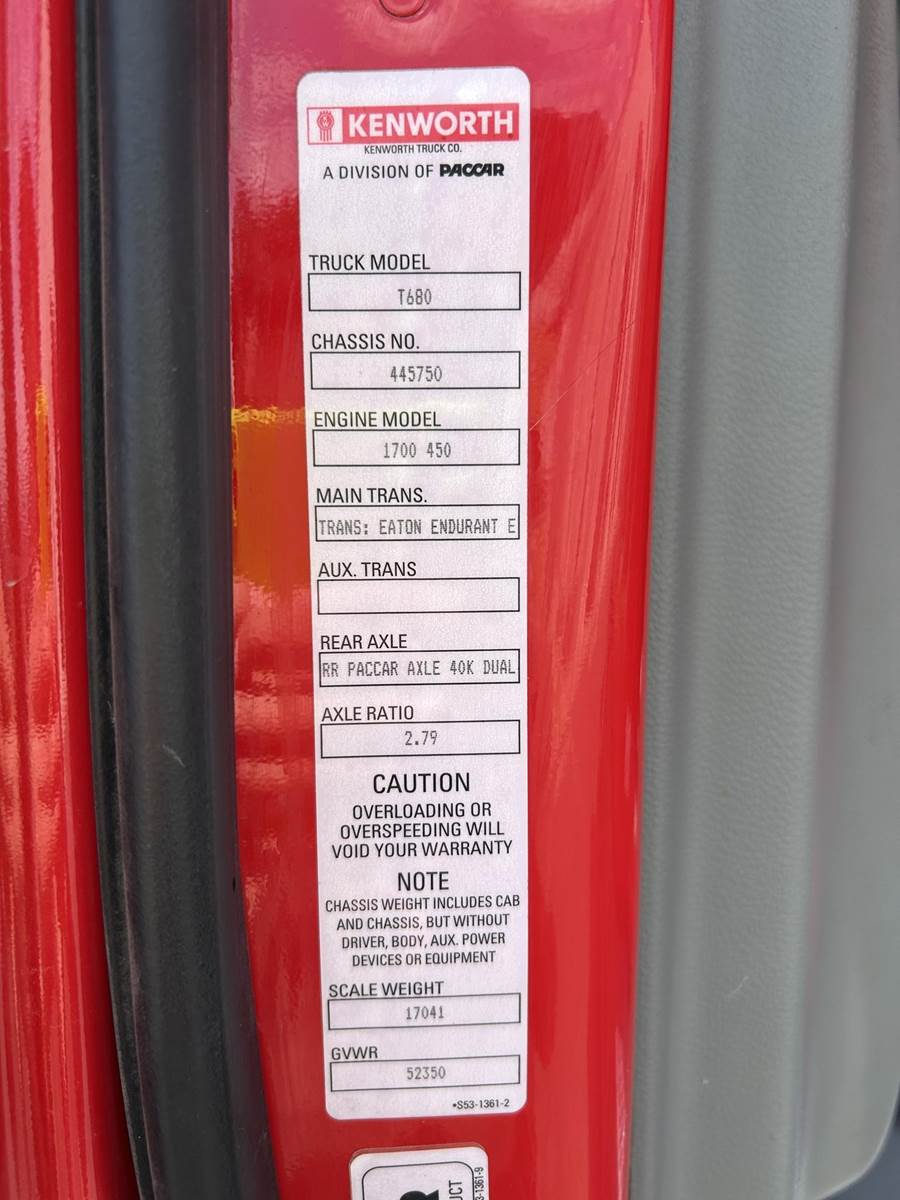 KENWORTH
KENWORTH TRUCK CO.
A DIVISION OF PACCAR
TRUCK MODEL
T680
CHASSIS NO.
445750
ENGINE MODEL
1700 450
MAIN TRANS.
TRANS: EATON ENDURANT E
AUX. TRANS
REAR AXLE
RR PACCAR AXLE 40K DUAL
AXLE RATIO
2.79
CAUTION
OVERLOADING OR
OVERSPEEDING WILL
VOID YOUR WARRANTY
NOTE
CHASSIS WEIGHT INCLUDES CAB
AND CHASSIS, BUT WITHOUT
DRIVER, BODY, AUX. POWER
DEVICES OR EQUIPMENT
SCALE WEIGHT
17041
GVWR
52350
•S53-1361-2